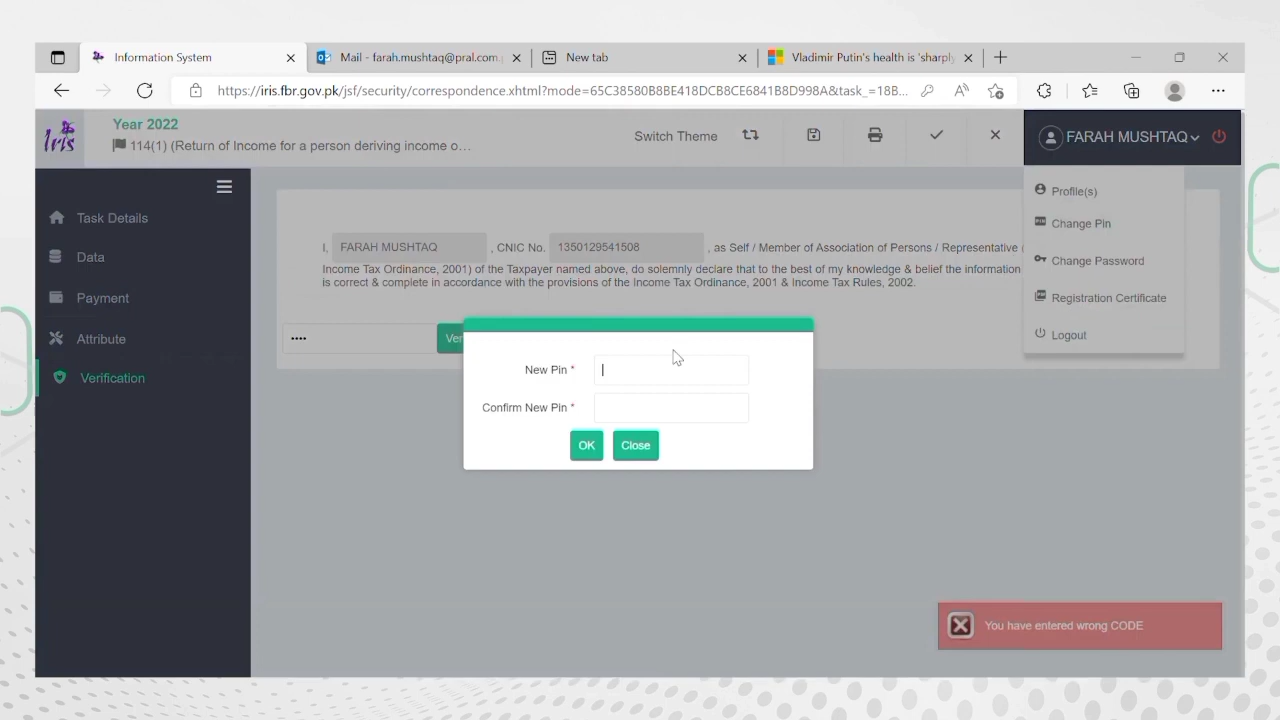 Information System
Mail - farah.mushtaq@pral.com.
New tab
Vladimir Putin's health is 'sharply
https://iris.fbr.gov.pk/jsf/security/correspondence.xhtml?mode=65C38580B8BE418DCB8CE6841B8D998A&task_=18B...
Iris
Year 2022
114(1) (Return of Income for a person deriving income o...
Switch Theme
FARAH MUSHTAQ
Profile(s)
Change Pin
Change Password
Registration Certificate
Logout
Task Details
Data
Payment
Attribute
Verification
I, FARAH MUSHTAQ , CNIC No. 1350129541508 , as Self / Member of Association of Persons / Representative (
Income Tax Ordinance, 2001) of the Taxpayer named above, do solemnly declare that to the best of my knowledge & belief the information
is correct & complete in accordance with the provisions of the Income Tax Ordinance, 2001 & Income Tax Rules, 2002.
•••• Ver
New Pin *
Confirm New Pin *
OK Close
You have entered wrong CODE